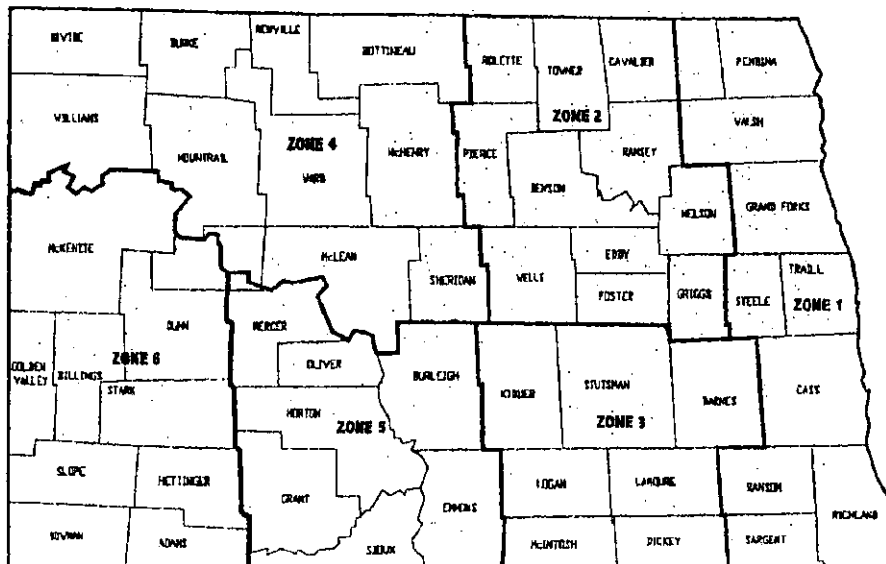 DIVIDE
BURKE
RENVILLE
BOTTINEAU
ROLETTE
TOWNER
CAVALIER
PEMBINA
WILLIAMS
MOUNTRAIL
ZONE 4
WARD
McHENRY
PIERCE
ZONE 2
BENSON
RAMSEY
WALSH
NELSON
GRAND FORKS
McKENZIE
McLEAN
SHERIDAN
WELLS
EDDY
FOSTER
GRIGGS
STEELE
TRAILL
ZONE 1
DUNN
MERCER
OLIVER
GOLDEN
VALLEY
BILLINGS
ZONE 6
STARK
BURLEIGH
KIDDER
STUTSMAN
ZONE 3
BARNES
CASS
MORTON
ZONE 5
SLOPE
HETTINGER
GRANT
EMMONS
LOGAN
LAMOURE
RANSOM
RICHLAND
BOWMAN
ADAMS
SIOUX
McINTOSH
DICKEY
SARGENT